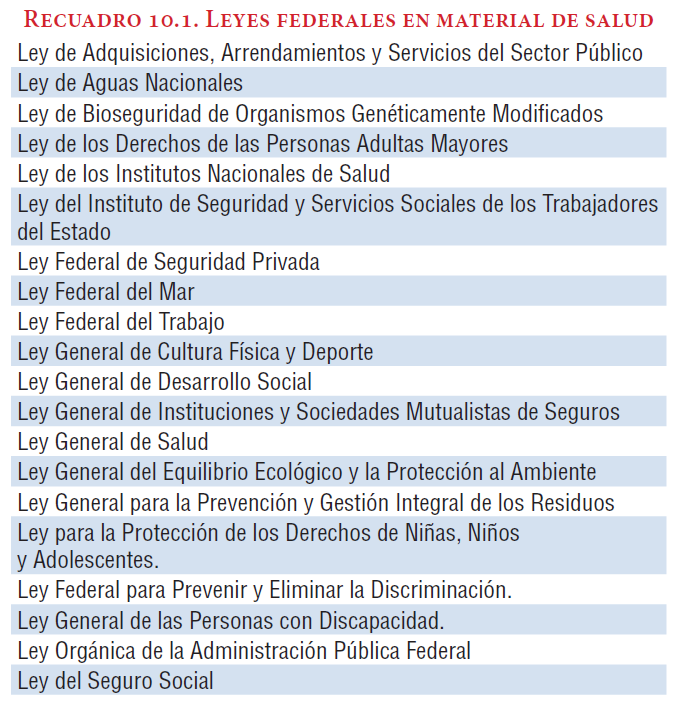 Recuadro 10.1. Leyes federales en material de salud
Ley de Adquisiciones, Arrendamientos y Servicios del Sector Público
Ley de Aguas Nacionales
Ley de Bioseguridad de Organismos Genéticamente Modificados
Ley de los Derechos de las Personas Adultas Mayores
Ley de los Institutos Nacionales de Salud
Ley del Instituto de Seguridad y Servicios Sociales de los Trabajadores
del Estado
Ley Federal de Seguridad Privada
Ley Federal del Mar
Ley Federal del Trabajo
Ley General de Cultura Física y Deporte
Ley General de Desarrollo Social
Ley General de Instituciones y Sociedades Mutualistas de Seguros
Ley General de Salud
Ley General del Equilibrio Ecológico y la Protección al Ambiente
Ley General para la Prevención y Gestión Integral de los Residuos
Ley para la Protección de los Derechos de Niñas, Niños
y Adolescentes.
Ley Federal para Prevenir y Eliminar la Discriminación.
Ley General de las Personas con Discapacidad.
Ley Orgánica de la Administración Pública Federal
Ley del Seguro Social